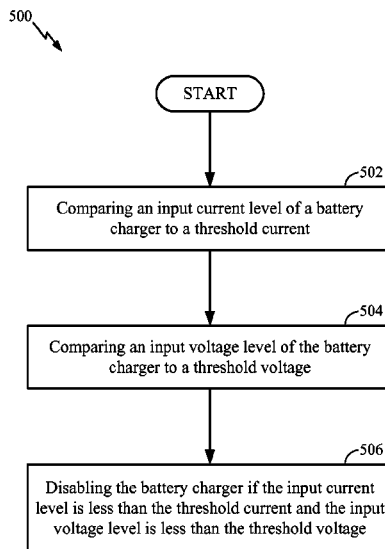 500
START
502
Comparing an input current level of a battery
charger to a threshold current
504
Comparing an input voltage level of the battery
charger to a threshold voltage
506
Disabling the battery charger if the input current
level is less than the threshold current and the input
voltage level is less than the threshold voltage